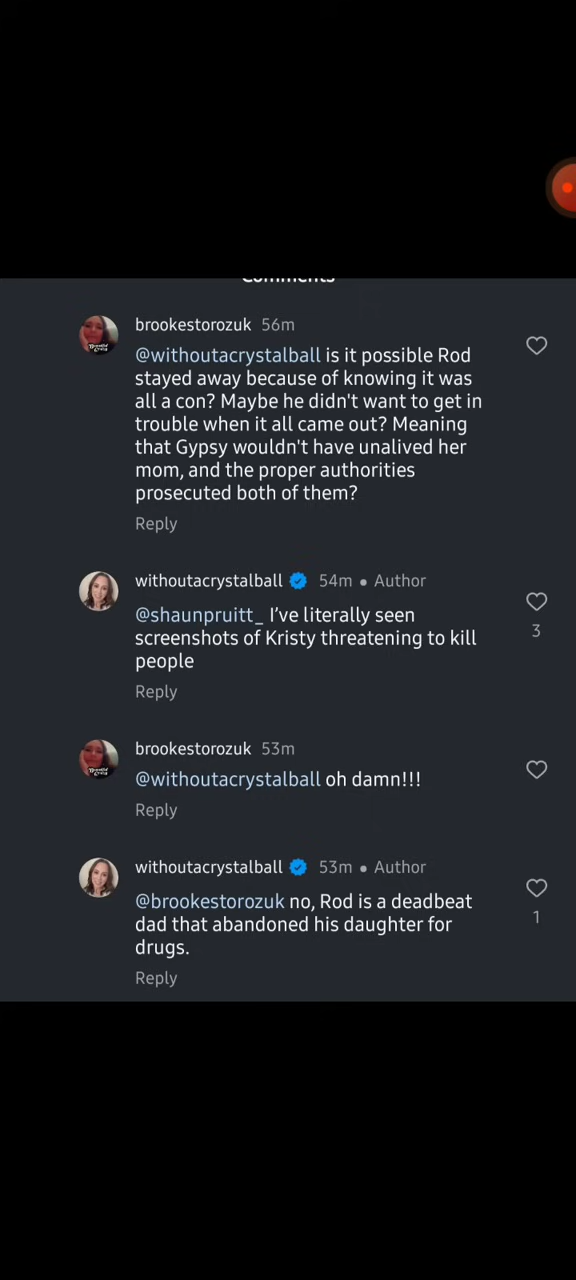 Comments
brookestorozuk 56m
@withoutacrystalball is it possible Rod
stayed away because of knowing it was
all a con? Maybe he didn't want to get in
trouble when it all came out? Meaning
that Gypsy wouldn't have unalived her
mom, and the proper authorities
prosecuted both of them?
Reply
withoutacrystalball 54m • Author
@shaunpruitt_ I've literally seen
screenshots of Kristy threatening to kill
people
3
Reply
brookestorozuk 53m
@withoutacrystalball oh damn!!!
Reply
withoutacrystalball 53m • Author
@brookestorozuk no, Rod is a deadbeat
dad that abandoned his daughter for
drugs.
1
Reply